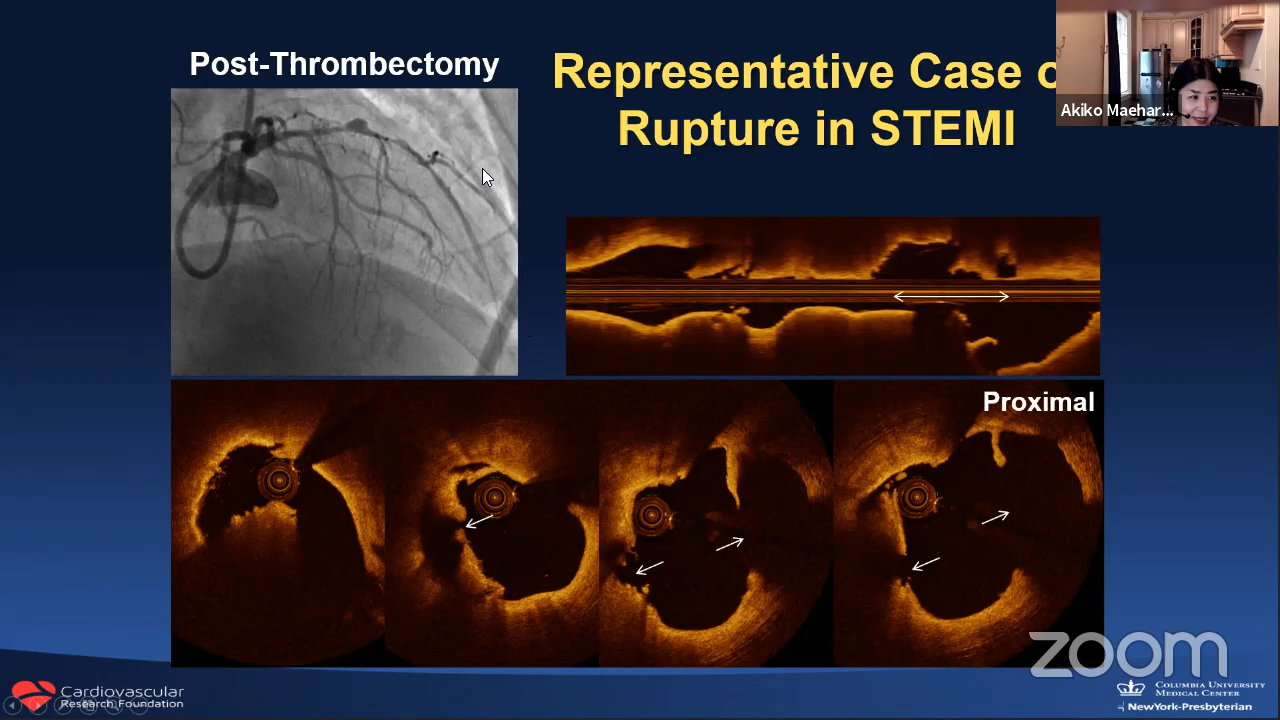 Post-Thrombectomy
Representative Case o
Rupture in STEMI
Akiko Maehar...
Proximal
zoom
Cardiovascular
Research Foundation
COLUMBIA UNIVERSITY
MEDICAL CENTER
NewYork-Presbyterian